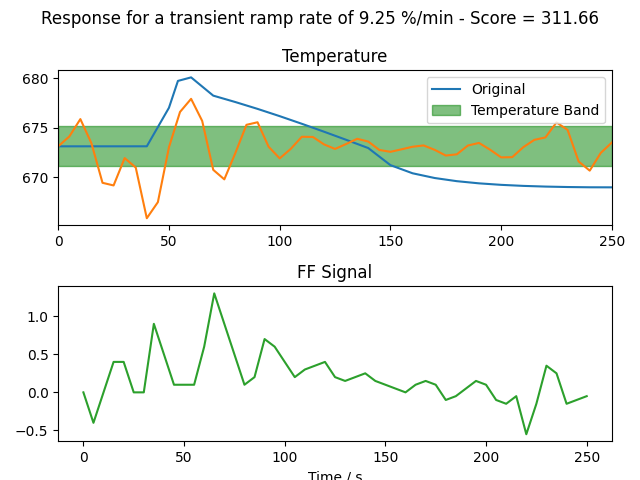 Response for a transient ramp rate of 9.25 %/min - Score = 311.66
Temperature
680
675
670
Original
Temperature Band
0 50 100 150 200 250
FF Signal
1.0
0.5
0.0
−0.5
0 50 100 150 200 250
Time / s